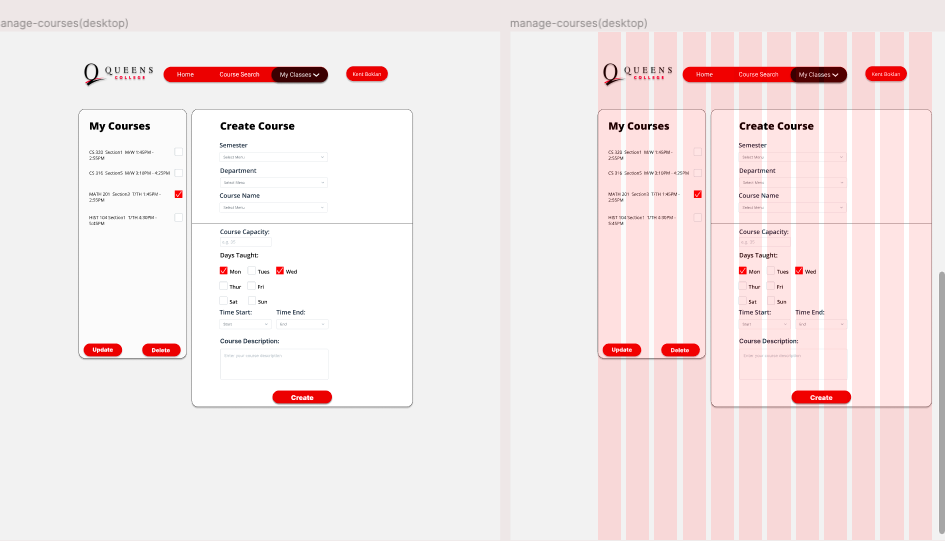 anage-courses(desktop)
QUEENS
COLLEGE
Home
Course Search
My Classes
Kent Boklan
My Courses
CS 320 Section1 M/W 1:45PM -
2:55PM
CS 316 Section5 M/W 3:10PM - 4:25PM
MATH 201 Section3 T/TH 1:45PM -
2:55PM
HIST 104 Section1 T/TH 4:30PM -
5:45PM
Update
Delete
Create Course
Semester
Select Menu
Department
Select Menu
Course Name
Select Menu
Course Capacity:
e.g. 37
Days Taught:
Mon
Tues
Wed
Thur
Fri
Sat
Sun
Time Start:
Time End:
Start
End
Course Description:
Enter your course description
Create
manage-courses(desktop)
QUEENS
COLLEGE
Home
Course Search
My Classes
Kent Boklan
My Courses
CS 320 Section1 M/W 1:45PM -
2:55PM
CS 316 Section5 M/W 3:10PM - 4:25PM
MATH 201 Section3 T/TH 1:45PM -
2:55PM
HIST 104 Section1 T/TH 4:30PM -
5:45PM
Update
Delete
Create Course
Semester
Select Menu
Department
Select Menu
Course Name
Select Menu
Course Capacity:
e.g. 37
Days Taught:
Mon
Tues
Wed
Thur
Fri
Sat
Sun
Time Start:
Time End:
Start
End
Course Description:
Enter your course description
Create